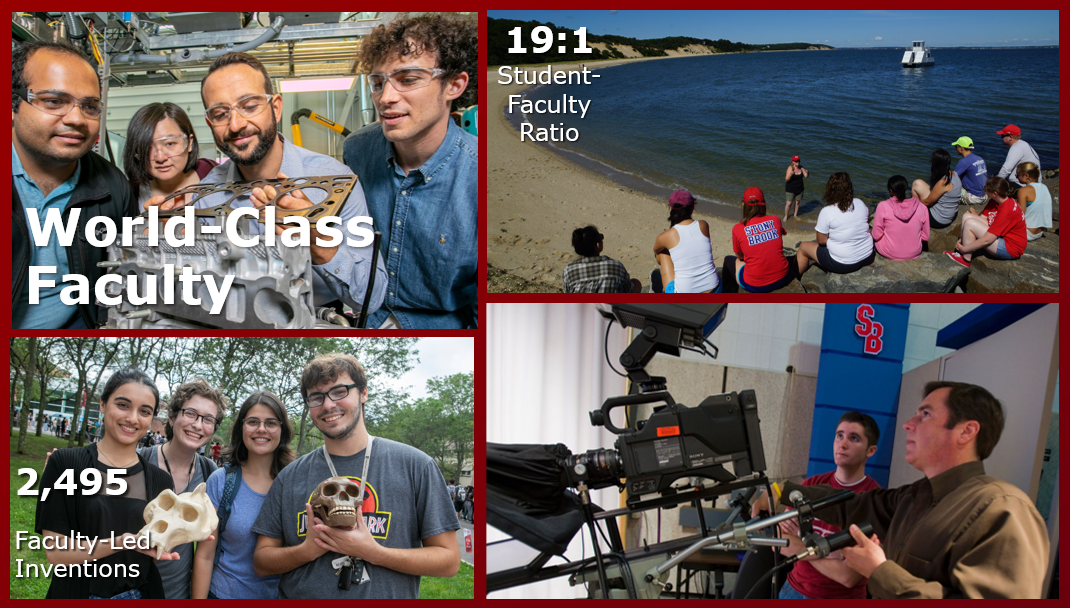 World-Class
Faculty
19:1
Student-
Faculty
Ratio
STONY
BROOK
2,495
Faculty-Led
Inventions
SB